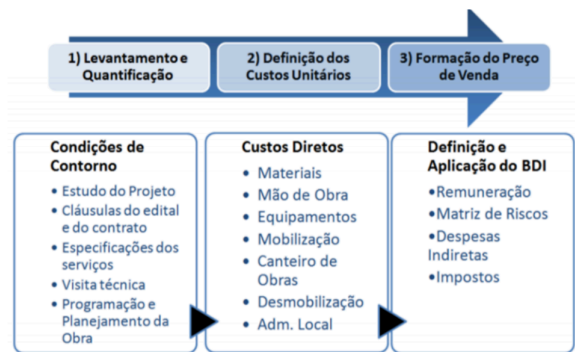 1) Levantamento e
Quantificação
2) Definição dos
Custos Unitários
3) Formação do Preço
de Venda
Condições de
Contorno
• Estudo do Projeto
• Cláusulas do edital
e do contrato
• Especificações dos
serviços
• Visita técnica
• Programação e
Planejamento da
Obra
Custos Diretos
• Materiais
• Mão de Obra
• Equipamentos
• Mobilização
• Canteiro de
Obras
• Desmobilização
• Adm. Local
Definição e
Aplicação do BDI
•Remuneração
•Matriz de Riscos
•Despesas
Indiretas
•Impostos